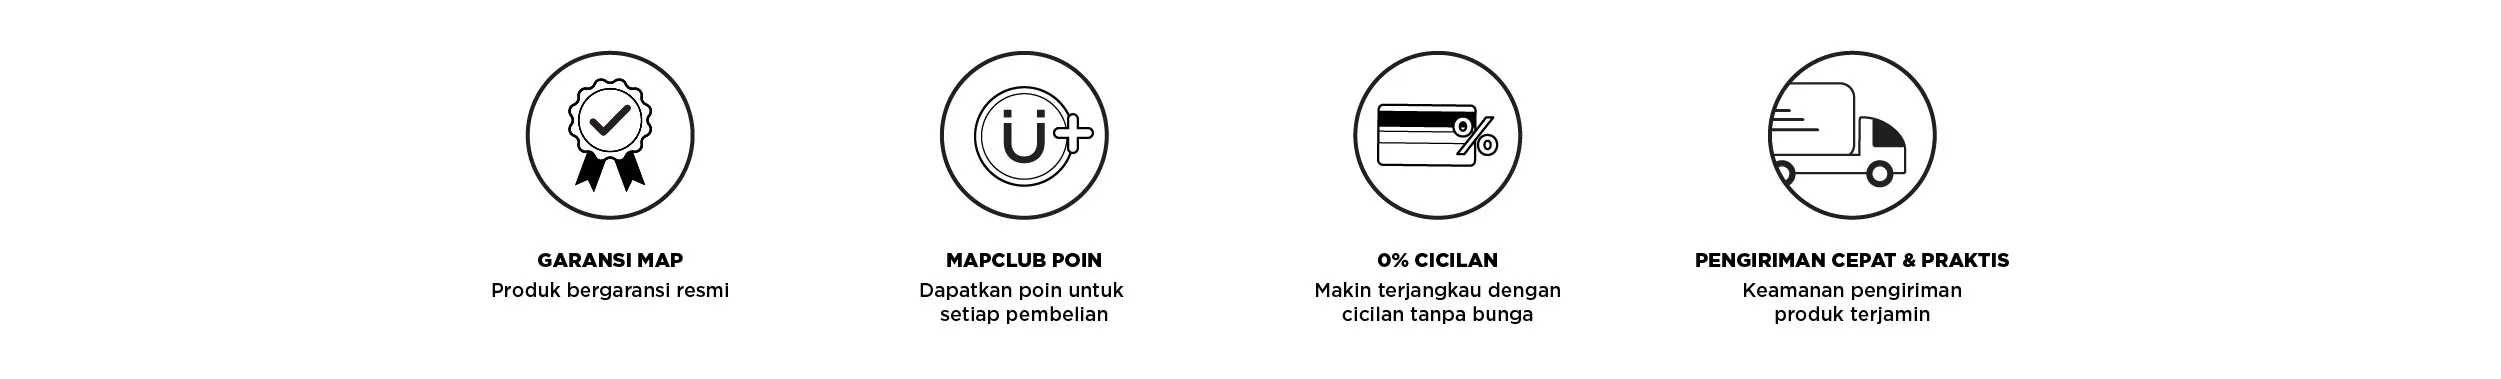 Ü
GARANSI MAP
Produk bergaransi resmi
MAPCLUB POIN
Dapatkan poin untuk
setiap pembelian
%
0% CICILAN
Makin terjangkau dengan
cicilan tanpa bunga
PENGIRIMAN CEPAT & PRAKTIS
Keamanan pengiriman
produk terjamin